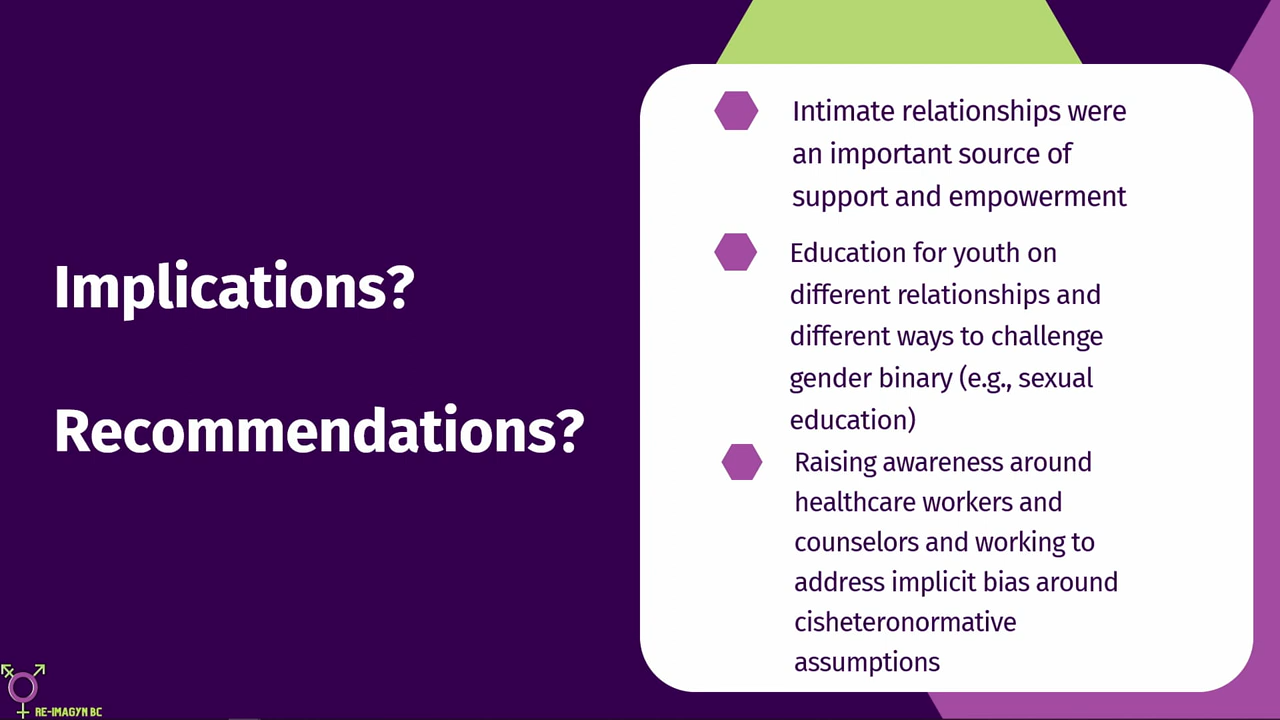 Implications?
Recommendations?
Intimate relationships were
an important source of
support and empowerment
Education for youth on
different relationships and
different ways to challenge
gender binary (e.g., sexual
education)
Raising awareness around
healthcare workers and
counselors and working to
address implicit bias around
cisheteronormative
assumptions
RE-IMAGYN BC